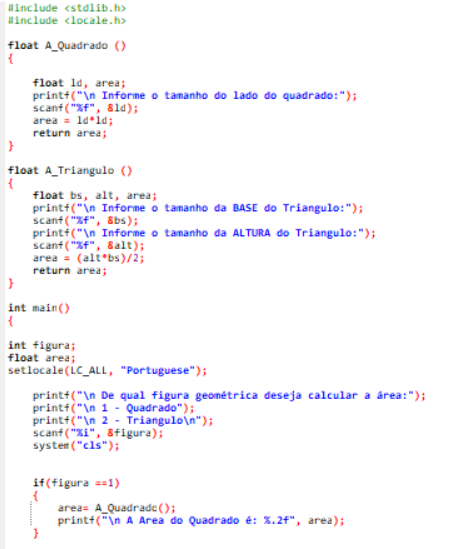 #include <stdlib.h>
#include <locale.h>
float A_Quadrado ()
{
float ld, area;
printf("\n Informe o tamanho do lado do quadrado:");
scanf("%f", &ld);
area = ld*ld;
return area;
}
float A_Triangulo ()
{
float bs, alt, area;
printf("\n Informe o tamanho da BASE do Triangulo:");
scanf("%f", &bs);
printf("\n Informe o tamanho da ALTURA do Triangulo:");
scanf("%f", &alt);
area = (alt*bs)/2;
return area;
}
int main()
{
int figura;
float area;
setlocale(LC_ALL, "Portuguese");
printf("\n De qual figura geométrica deseja calcular a área:");
printf("\n 1 - Quadrado");
printf("\n 2 - Triangulo\n");
scanf("%i", &figura);
system("cls");
if(figura ==1)
{
area= A_Quadrado();
printf("\n A Area do Quadrado é: %.2f", area);
}